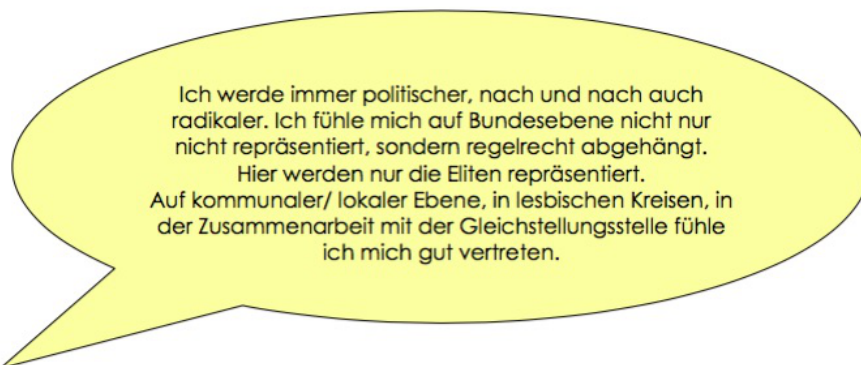 Ich werde immer politischer, nach und nach auch
radikaler. Ich fühle mich auf Bundesebene nicht nur
nicht repräsentiert, sondern regelrecht abgehängt.
Hier werden nur die Eliten repräsentiert.
Auf kommunaler/ lokaler Ebene, in lesbischen Kreisen, in
der Zusammenarbeit mit der Gleichstellungsstelle fühle
ich mich gut vertreten.